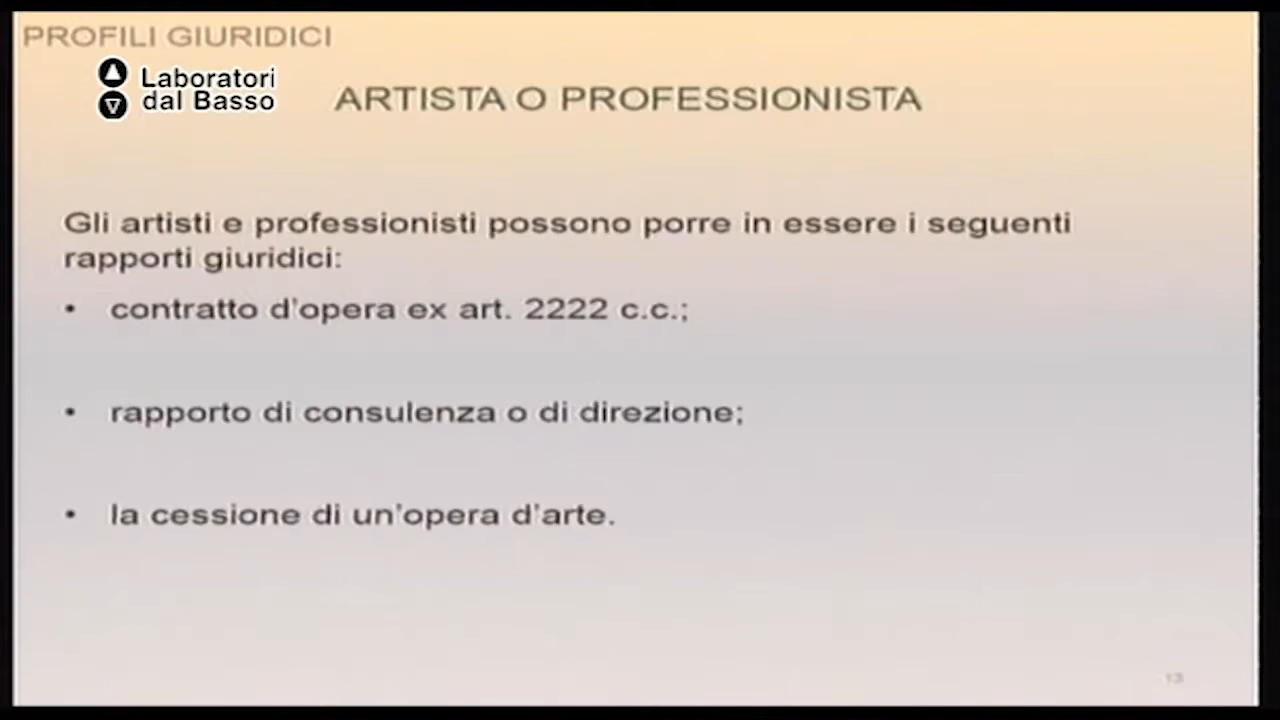 PROFILI GIURIDICI
Laboratori
dal Basso
ARTISTA O PROFESSIONISTA
Gli artisti e professionisti possono porre in essere i seguenti
rapporti giuridici:
• contratto d'opera ex art. 2222 c.c.;
• rapporto di consulenza o di direzione;
• la cessione di un'opera d'arte.
13